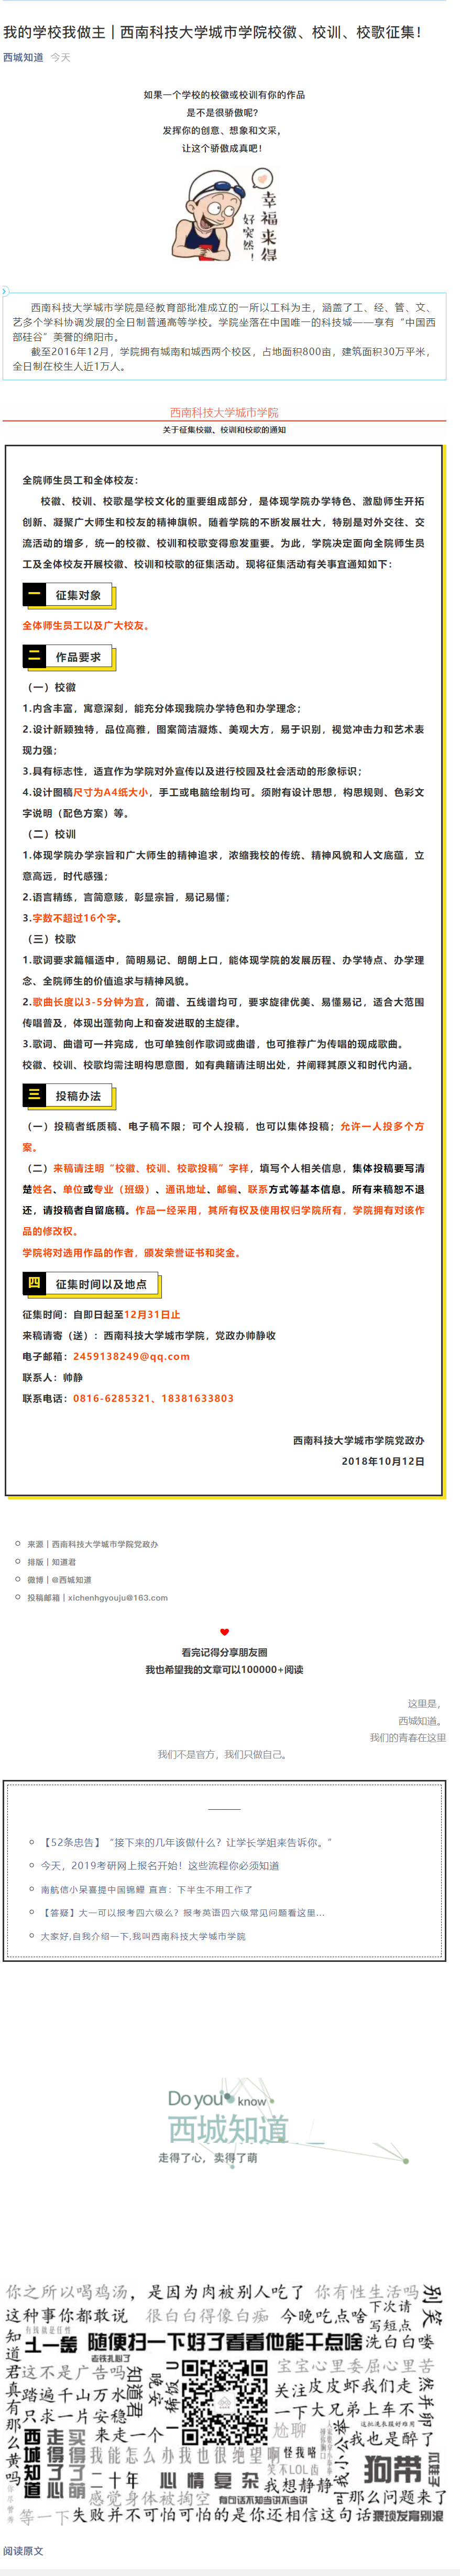 我的学校我做主 | 西南科技大学城市学院校徽、校训、校歌征集！
西城知道 今天
如果一个学校的校徽或校训有你的作品
是不是很骄傲呢?
发挥你的创意、想象和文采，
让这个骄傲成真吧！
幸福来得
好突然！
西南科技大学城市学院是经教育部批准成立的一所以工科为主，涵盖了工、经、管、文、
艺多个学科协调发展的全日制普通高等学校。学院坐落在中国唯一的科技城——享有“中国西
部硅谷”美誉的绵阳市。
截至2016年12月，学院拥有城南和城西两个校区，占地面积800亩，建筑面积30万平米，
全日制在校生人近1万人。
西南科技大学城市学院
关于征集校徽、校训和校歌的通知
全院师生员工和全体校友：
校徽、校训、校歌是学校文化的重要组成部分，是体现学院办学特色、激励师生开拓
创新、凝聚广大师生和校友的精神旗帜。随着学院的不断发展壮大，特别是对外交往、交
流活动的增多，统一的校徽、校训和校歌变得愈发重要。为此，学院决定面向全院师生员
工及全体校友开展校徽、校训和校歌的征集活动。现将征集活动有关事宜通知如下：
一 征集对象
全体师生员工以及广大校友。
二 作品要求
（一）校徽
1.内含丰富，寓意深刻，能充分体现我院办学特色和办学理念；
2.设计新颖独特，品位高雅，图案简洁凝炼、美观大方，易于识别，视觉冲击力和艺术表
现力强；
3.具有标志性，适宜作为学院对外宣传以及进行校园及社会活动的形象标识；
4.设计图稿尺寸为A4纸大小，手工或电脑绘制均可。须附有设计思想，构思规则、色彩文
字说明（配色方案）等。
（二）校训
1.体现学院办学宗旨和广大师生的精神追求，浓缩我校的传统、精神风貌和人文底蕴，立
意高远，时代感强；
2.语言精练，言简意赅，彰显宗旨，易记易懂；
3.字数不超过16个字。
（三）校歌
1.歌词要求篇幅适中，简明易记、朗朗上口，能体现学院的发展历程、办学特点、办学理
念、全院师生的价值追求与精神风貌。
2.歌曲长度以3-5分钟为宜，简谱、五线谱均可，要求旋律优美、易懂易记，适合大范围
传唱普及，体现出蓬勃向上和奋发进取的主旋律。
3.歌词、曲谱可一并完成，也可单独创作歌词或曲谱，也可推荐广为传唱的现成歌曲。
校徽、校训、校歌均需注明构思意图，如有典籍请注明出处，并阐释其原义和时代内涵。
三 投稿办法
（一）投稿者纸质稿、电子稿不限；可个人投稿，也可以集体投稿；允许一人投多个方
案。
（二）来稿请注明“校徽、校训、校歌投稿”字样，填写个人相关信息，集体投稿要写清
楚姓名、单位或专业（班级）、通讯地址、邮编、联系方式等基本信息。所有来稿恕不退
还，请投稿者自留底稿。作品一经采用，其所有权及使用权归学院所有，学院拥有对该作
品的修改权。
学院将对选用作品的作者，颁发荣誉证书和奖金。
四 征集时间以及地点
征集时间：自即日起至12月31日止
来稿请寄（送）：西南科技大学城市学院，党政办帅静收
电子邮箱：2459138249@qq.com
联系人：帅静
联系电话：0816-6285321、18381633803
西南科技大学城市学院党政办
2018年10月12日
来源 | 西南科技大学城市学院党政办
排版 | 知道君
微博 | @西城知道
投稿邮箱 | xichenhgyouju@163.com
看完记得分享朋友圈
我也希望我的文章可以100000+阅读
这里是，
西城知道。
我们的青春在这里
我们不是官方，我们只做自己。
【52条忠告】“接下来的几年该做什么？让学长学姐来告诉你。”
今天，2019考研网上报名开始！这些流程你必须知道
南航信小呆喜提中国锦鲤 直言：下半生不用工作了
【答疑】大一可以报考四六级么？报考英语四六级常见问题看这里...
大家好,自我介绍一下,我叫西南科技大学城市学院
Do you know
西城知道
走得了心，卖得了萌
你之所以喝鸡汤，是因为肉被别人吃了 你有性生活吗 别笑
这种事你都敢说 很白白得像白痴 今晚吃点啥 下次请写短点
土一等 随便扫一下好了看看他能干点啥 洗白白喽
知道君真有那么黄吗
这不是广告吗 老铁扎心了 宝宝心里委屈心里苦
踏遍千山万水 知道君 晚安 关注皮皮虾我们走 然并卵
只求一片安稳 一下大兄弟上车不
来走一个 尬聊 我也是醉了
西城知道 走得了心 卖得了萌
我能怎么办我也很绝望啊 怪我咯 狗带
二十年 心情复杂 笑不LOL齿
感觉身体被掏空 有句话不知当讲不当讲 我想静静 那么问题来了
等一下失败并不可怕可怕的是你还相信这句话 猥琐发育别浪
阅读原文